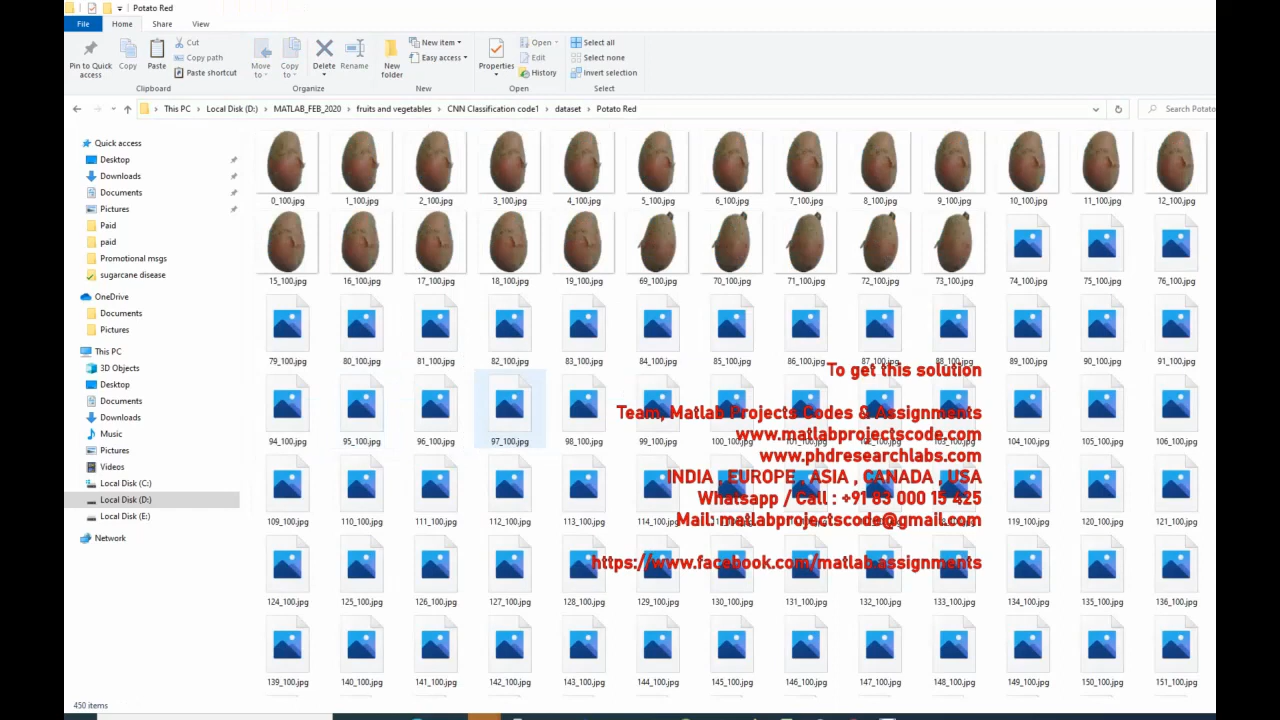 Potato Red
File Home Share View
Pin to Quick access
Copy
Paste
Cut
Copy path
Paste shortcut
Clipboard
Move to
Copy to
Delete
Rename
Organize
New folder
New item
Easy access
New
Properties
Open
Edit
History
Open
Select all
Select none
Invert selection
Select
This PC > Local Disk (D:) > MATLAB_FEB_2020 > fruits and vegetables > CNN Classification code1 > dataset > Potato Red
Search Potato
Quick access
Desktop
Downloads
Documents
Pictures
Paid
paid
Promotional msgs
sugarcane disease
OneDrive
Documents
Pictures
This PC
3D Objects
Desktop
Documents
Downloads
Music
Pictures
Videos
Local Disk (C:)
Local Disk (D:)
Local Disk (E:)
Network
0_100.jpg 1_100.jpg 2_100.jpg 3_100.jpg 4_100.jpg 5_100.jpg 6_100.jpg 7_100.jpg 8_100.jpg 9_100.jpg 10_100.jpg 11_100.jpg 12_100.jpg
15_100.jpg 16_100.jpg 17_100.jpg 18_100.jpg 19_100.jpg 69_100.jpg 70_100.jpg 71_100.jpg 72_100.jpg 73_100.jpg 74_100.jpg 75_100.jpg 76_100.jpg
79_100.jpg 80_100.jpg 81_100.jpg 82_100.jpg 83_100.jpg 84_100.jpg 85_100.jpg 86_100.jpg 87_100.jpg 88_100.jpg 89_100.jpg 90_100.jpg 91_100.jpg
94_100.jpg 95_100.jpg 96_100.jpg 97_100.jpg 98_100.jpg 99_100.jpg 100_100.jpg 101_100.jpg 103_100.jpg 104_100.jpg 105_100.jpg 106_100.jpg
109_100.jpg 110_100.jpg 111_100.jpg 112_100.jpg 113_100.jpg 114_100.jpg 119_100.jpg 120_100.jpg 121_100.jpg
124_100.jpg 125_100.jpg 126_100.jpg 127_100.jpg 128_100.jpg 129_100.jpg 130_100.jpg 131_100.jpg 132_100.jpg 133_100.jpg 134_100.jpg 135_100.jpg 136_100.jpg
139_100.jpg 140_100.jpg 141_100.jpg 142_100.jpg 143_100.jpg 144_100.jpg 145_100.jpg 146_100.jpg 147_100.jpg 148_100.jpg 149_100.jpg 150_100.jpg 151_100.jpg
To get this solution
Team, Matlab Projects Codes & Assignments
www.matlabprojectscode.com
www.phdresearchlabs.com
INDIA , EUROPE , ASIA , CANADA , USA
Whatsapp / Call : +91 83 000 15 425
Mail: matlabprojectscode@gmail.com
https://www.facebook.com/matlab.assignments
450 items